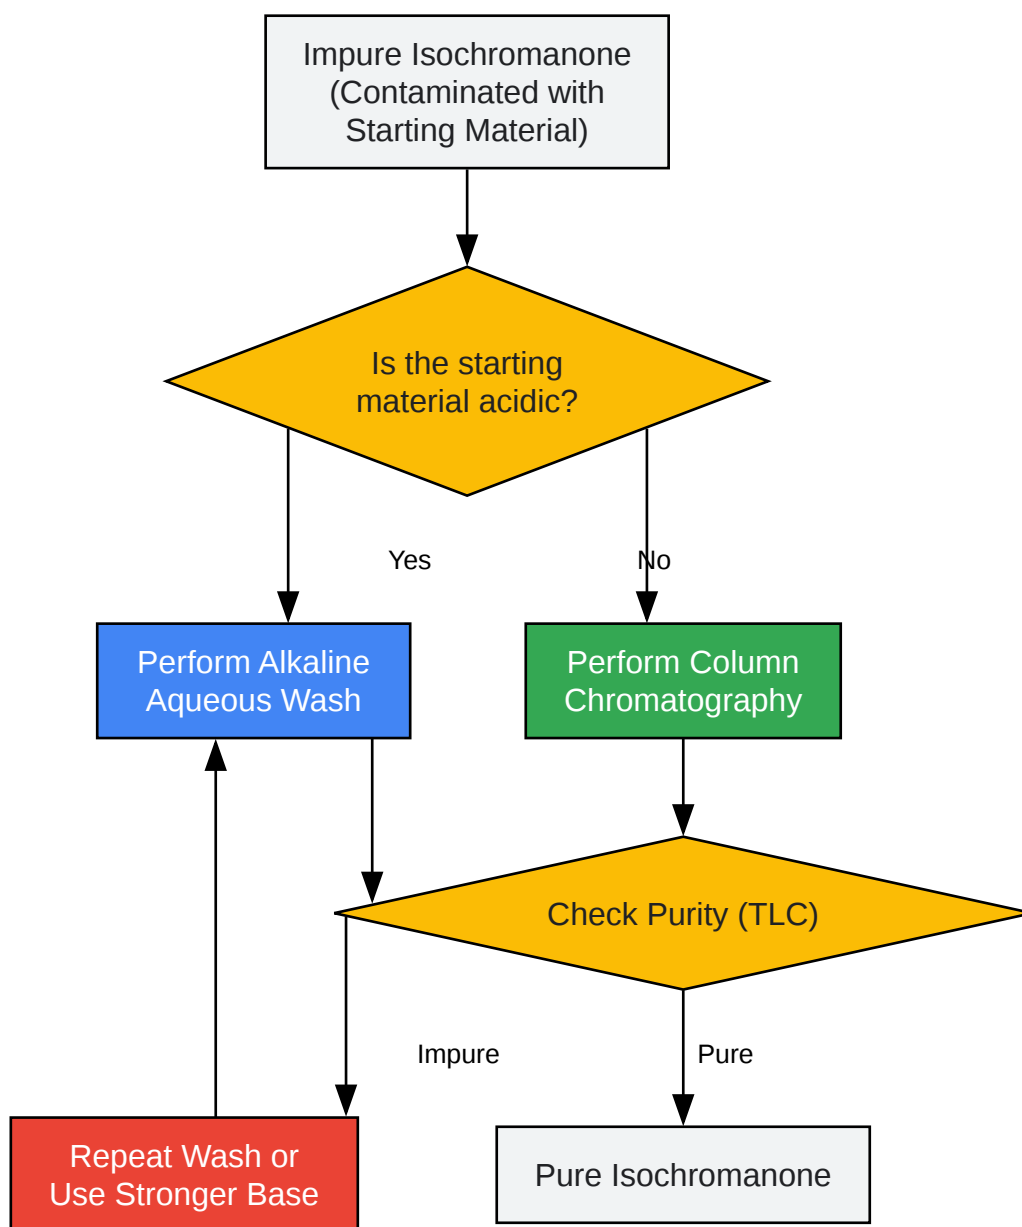 Impure Isochromanone
(Contaminated with
Starting Material)
Is the starting
material acidic?
Yes
No
Perform Alkaline
Aqueous Wash
Perform Column
Chromatography
Check Purity (TLC)
Impure
Pure
Repeat Wash or
Use Stronger Base
Pure Isochromanone